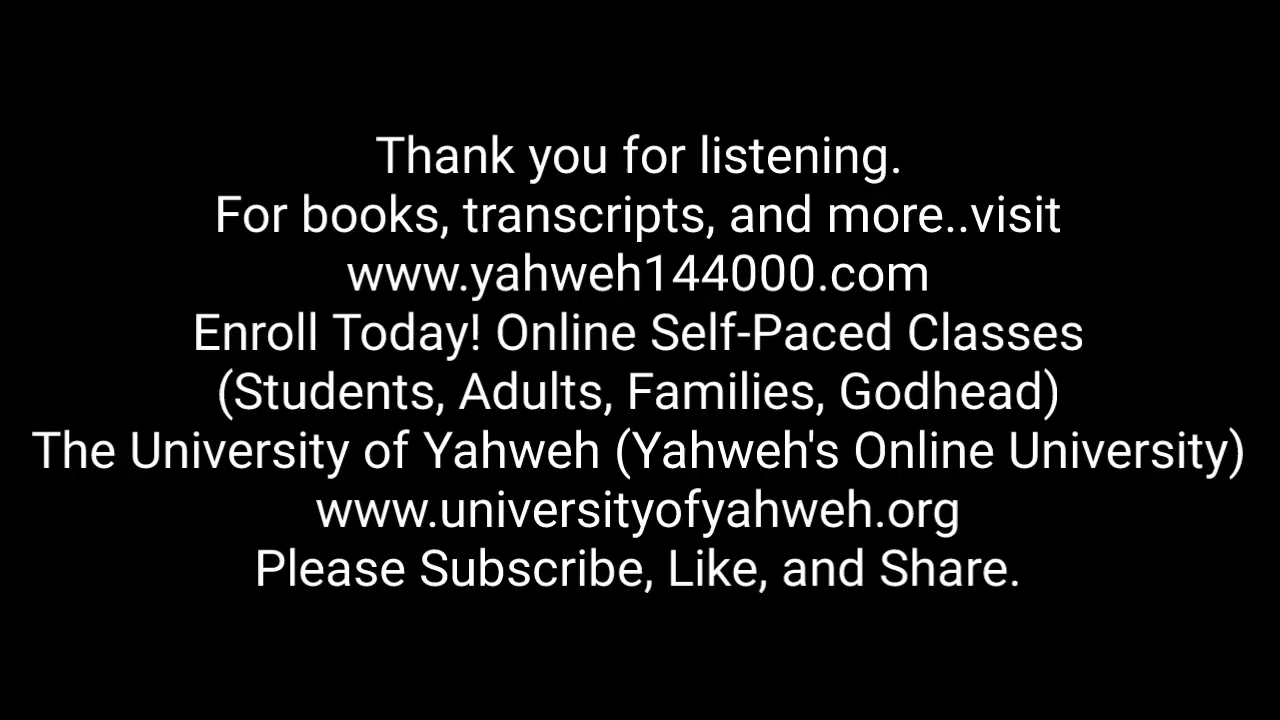 Thank you for listening.
For books, transcripts, and more..visit
www.yahweh144000.com
Enroll Today! Online Self-Paced Classes
(Students, Adults, Families, Godhead)
The University of Yahweh (Yahweh's Online University)
www.universityofyahweh.org
Please Subscribe, Like, and Share.